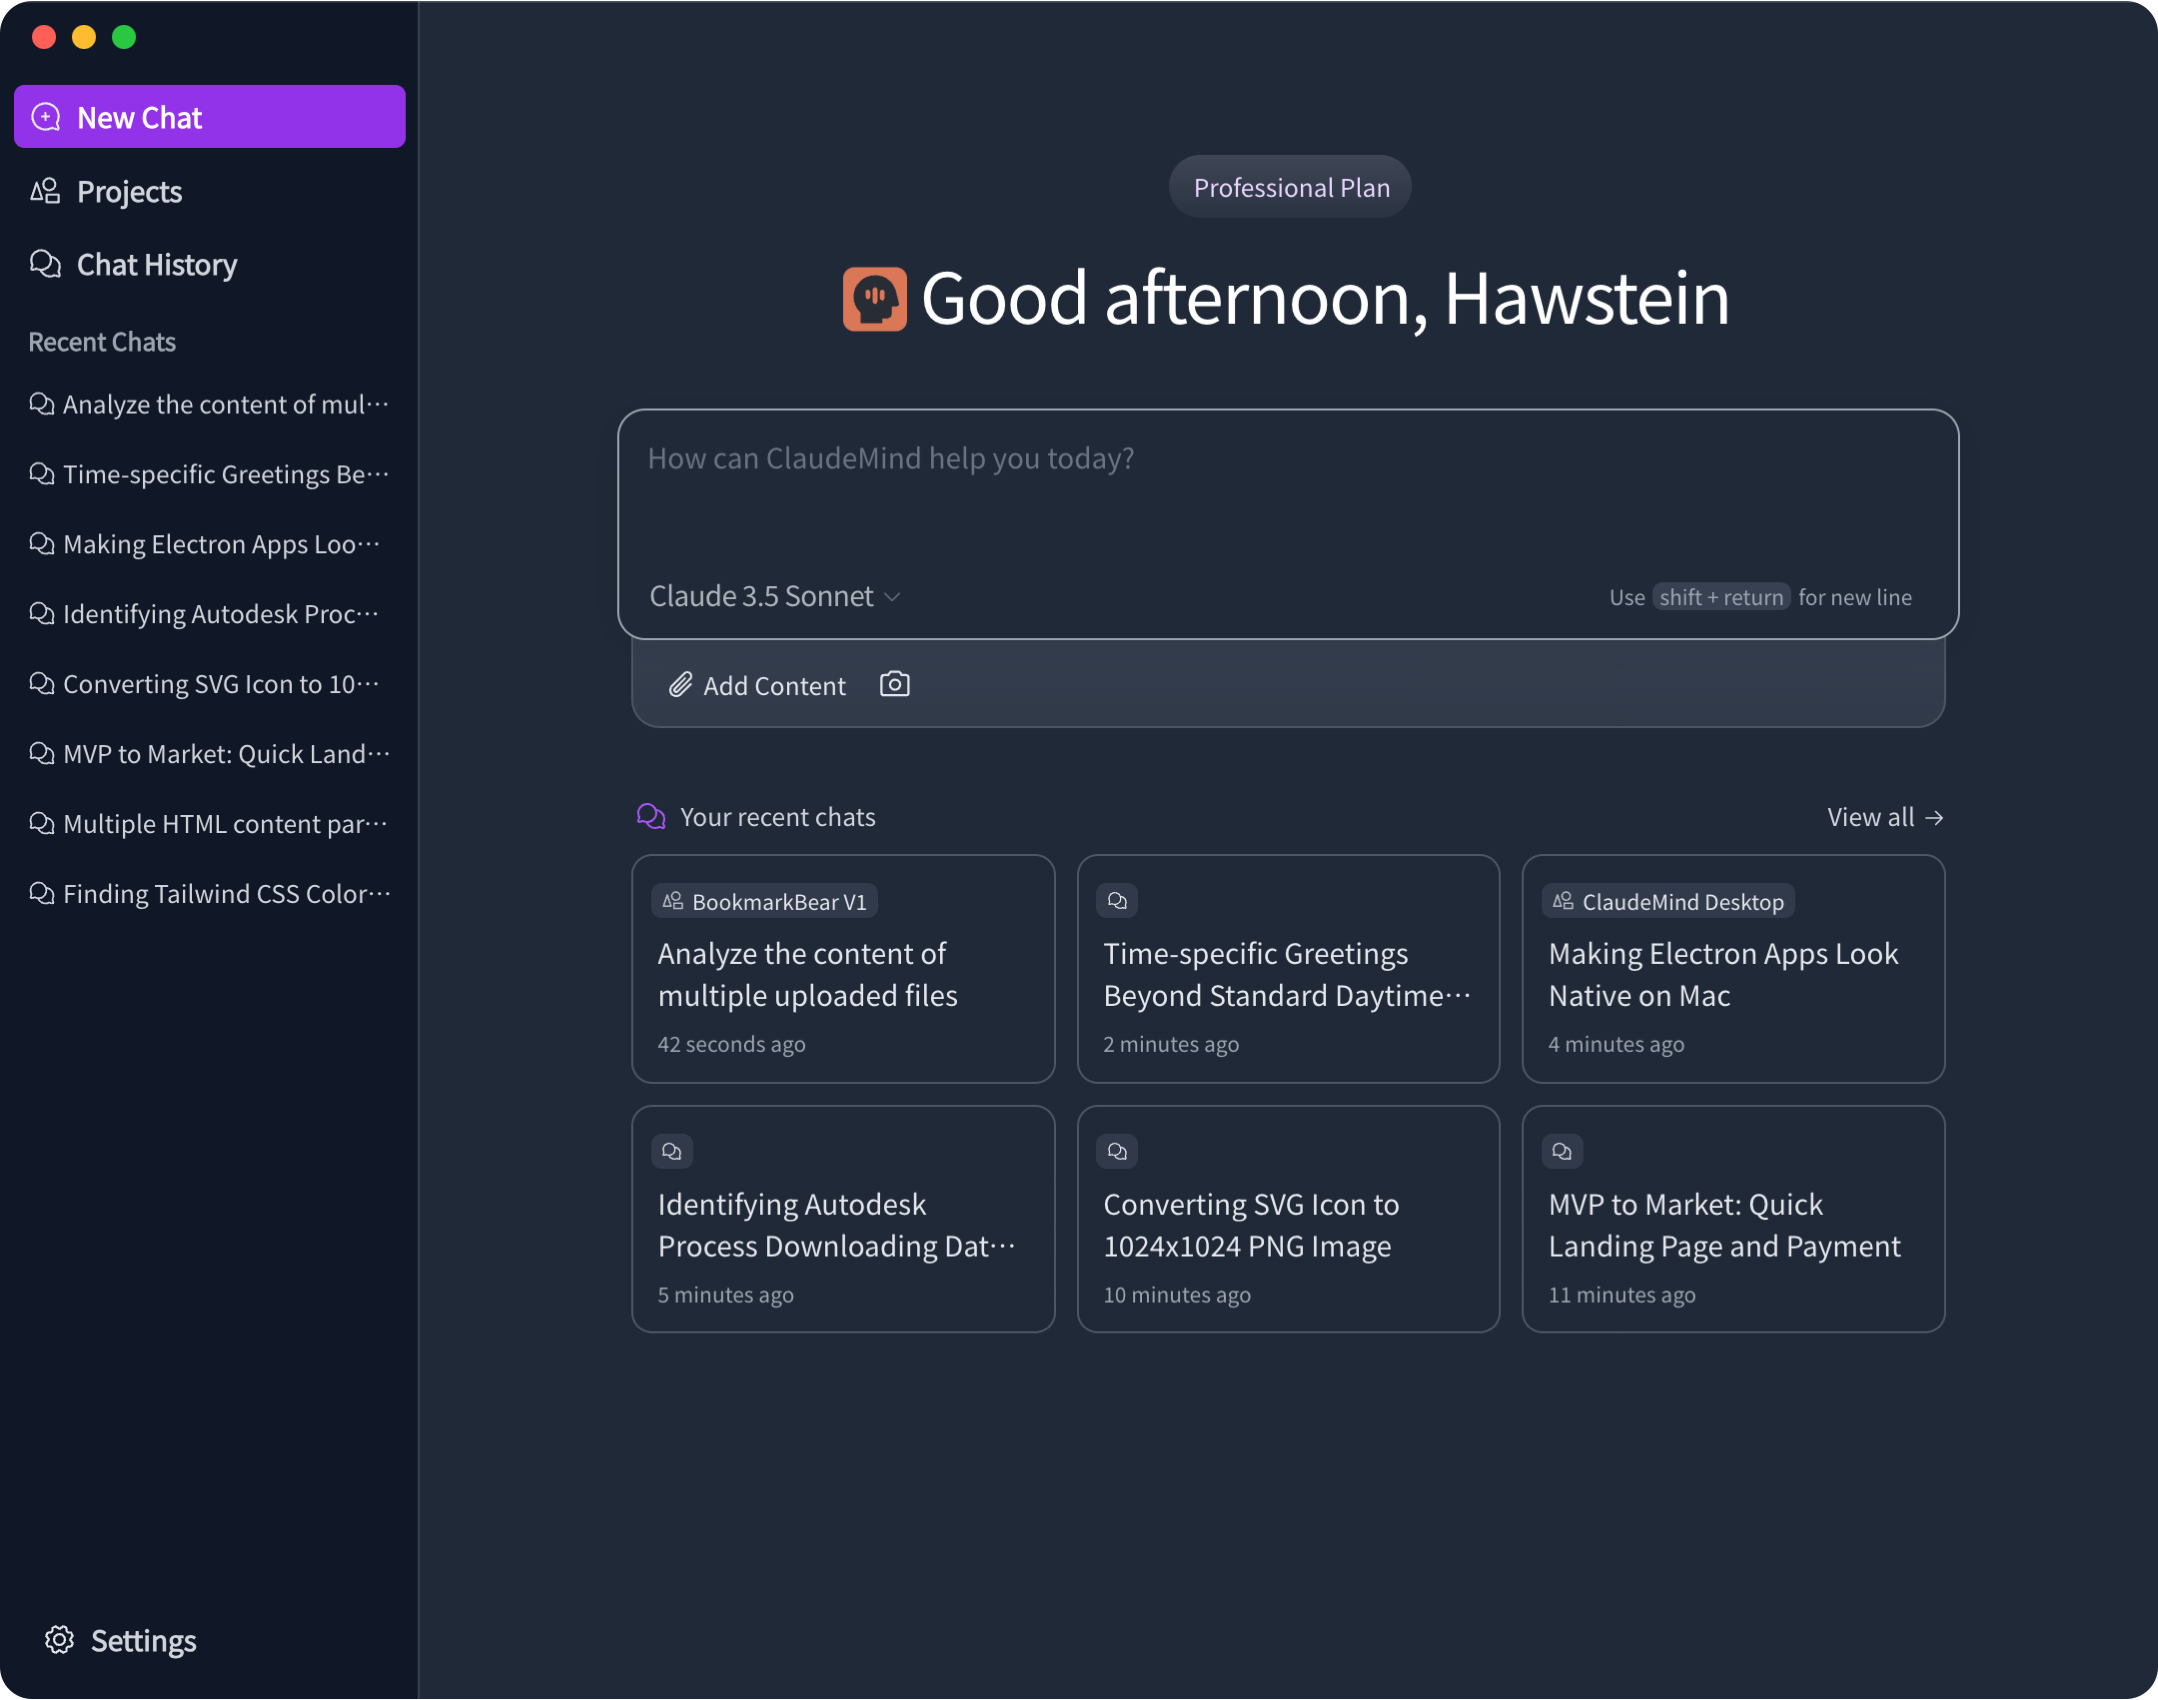 New Chat
Projects
Chat History
Recent Chats
Analyze the content of mul⋯
Time-specific Greetings Be⋯
Making Electron Apps Loo⋯
Identifying Autodesk Proc⋯
Converting SVG Icon to 10⋯
MVP to Market: Quick Land⋯
Multiple HTML content par⋯
Finding Tailwind CSS Color⋯
Settings
Professional Plan
Good afternoon, Hawstein
How can ClaudeMind help you today?
Claude 3.5 Sonnet
Use shift + return for new line
Add Content
Your recent chats
View all →
BookmarkBear V1
Analyze the content of
multiple uploaded files
42 seconds ago
Time-specific Greetings
Beyond Standard Daytime⋯
2 minutes ago
ClaudeMind Desktop
Making Electron Apps Look
Native on Mac
4 minutes ago
Identifying Autodesk
Process Downloading Dat⋯
5 minutes ago
Converting SVG Icon to
1024x1024 PNG Image
10 minutes ago
MVP to Market: Quick
Landing Page and Payment
11 minutes ago